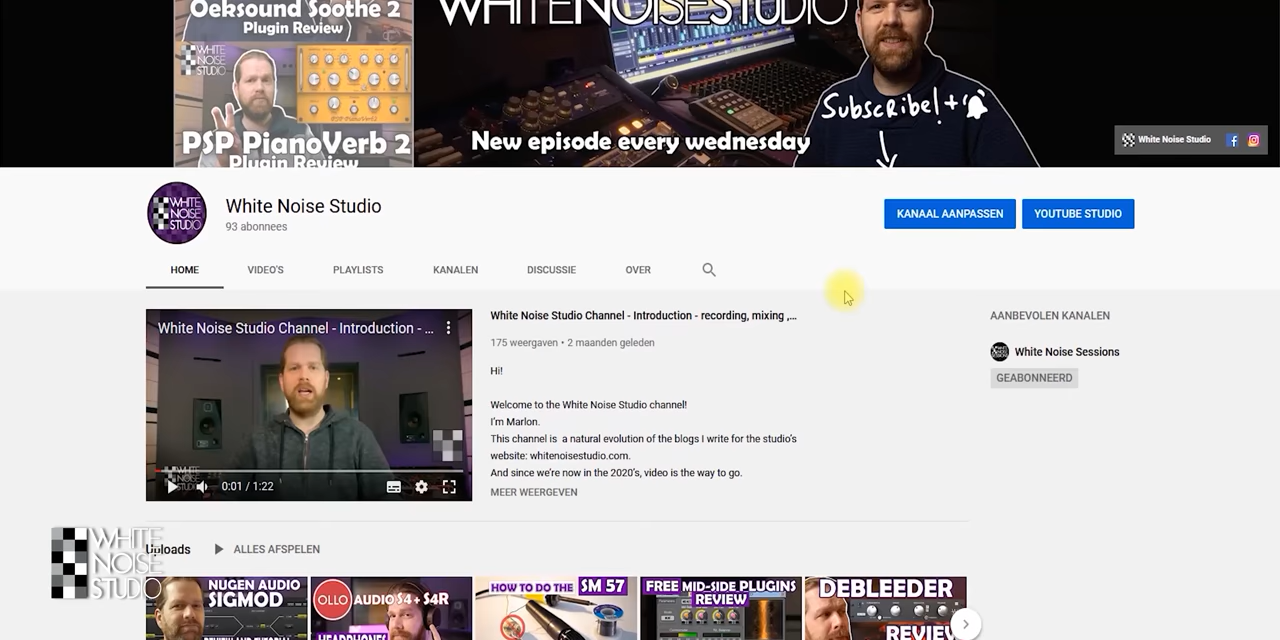 Oeksound Soothe 2
Plugin Review
WHITENOISESTUDIO
WHITE
NOISE
STUDIO
PSP PianoVerb 2
Plugin Review
Subscribe! +
New episode every wednesday
White Noise Studio
WHITE
NOISE
STUDIO
White Noise Studio
93 abonnees
KANAAL AANPASSEN
YOUTUBE STUDIO
HOME
VIDEO'S
PLAYLISTS
KANALEN
DISCUSSIE
OVER
White Noise Studio Channel - Introduction - ...
0:01 / 1:22
White Noise Studio Channel - Introduction - recording, mixing ,...
175 weergaven • 2 maanden geleden
Hi!
Welcome to the White Noise Studio channel!
I'm Marlon.
This channel is a natural evolution of the blogs I write for the studio's
website: whitenoisestudio.com.
And since we're now in the 2020's, video is the way to go.
MEER WEERGEVEN
AANBEVOLEN KANALEN
White Noise Sessions
GEABONNEERD
WHITE
NOISE
STUDIO
Uploads
ALLES AFSPELEN
NUGEN AUDIO
SIGMOD
REVIEW AND TUTORIAL
OLLO AUDIO S4 + S4R
HEADPHONES
HOW TO DO THE SM 57
FREE MID-SIDE PLUGINS
REVIEW
DEBLEEDER
REVIEW